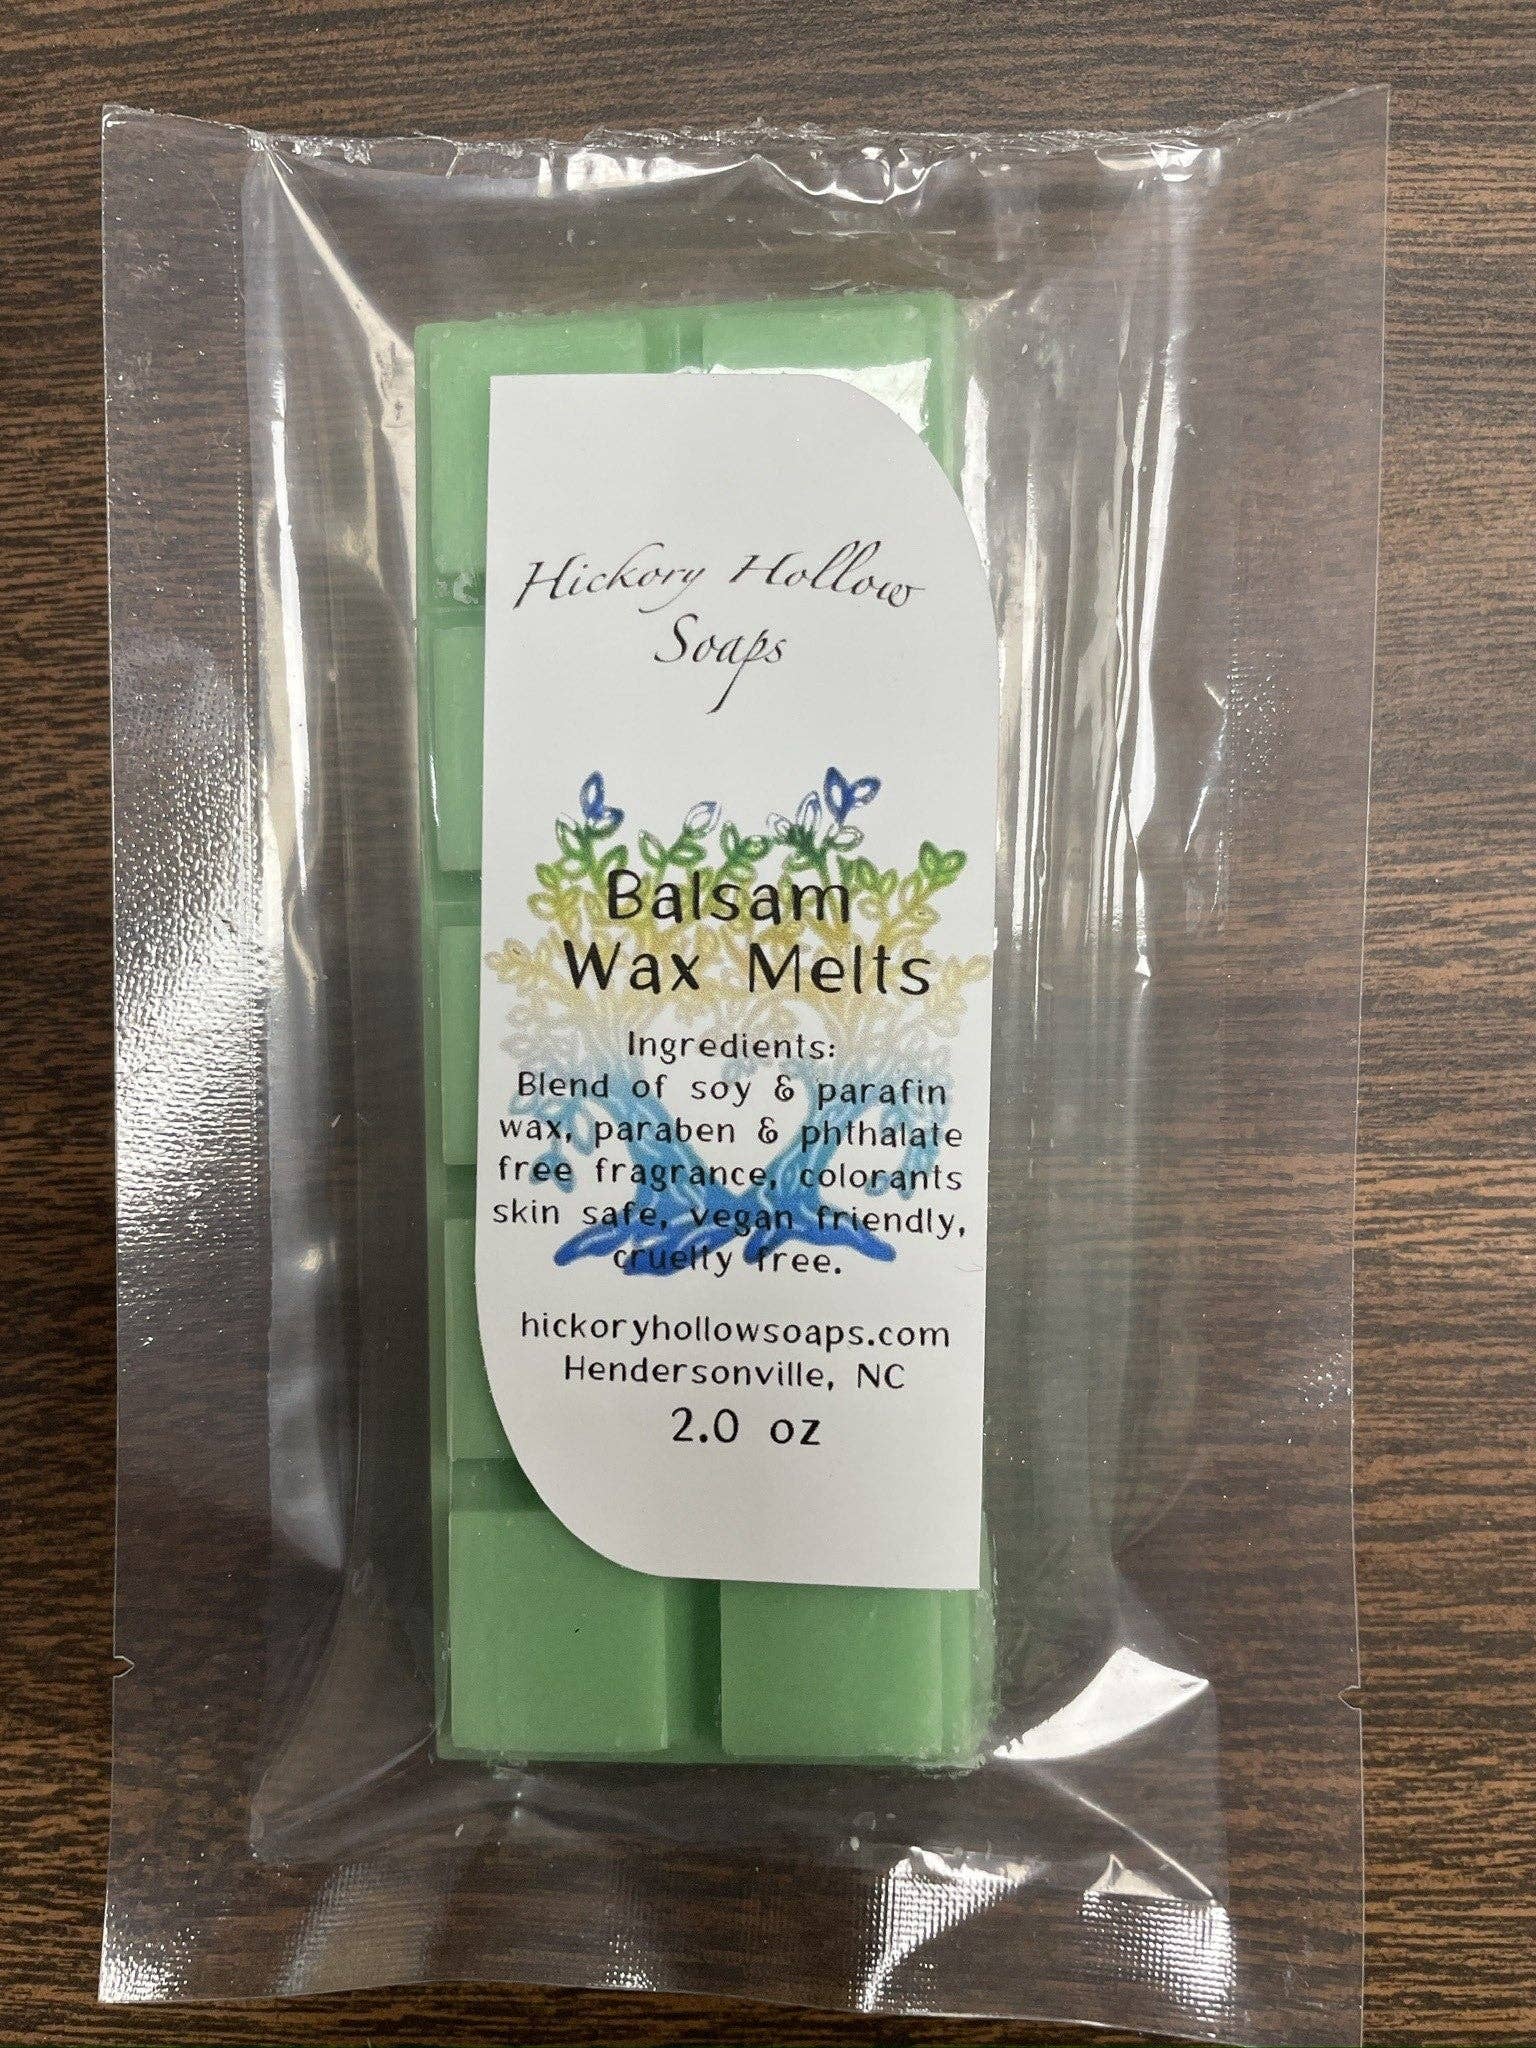 Hickory Hollow
Soaps
Balsam
Wax Melts
Ingredients:
Blend of soy & parafin
wax, paraben & phthalate
free fragrance, colorants
skin safe, vegan friendly,
cruelty free.
hickoryhollowsoaps.com
Hendersonville, NC
2.0 oz